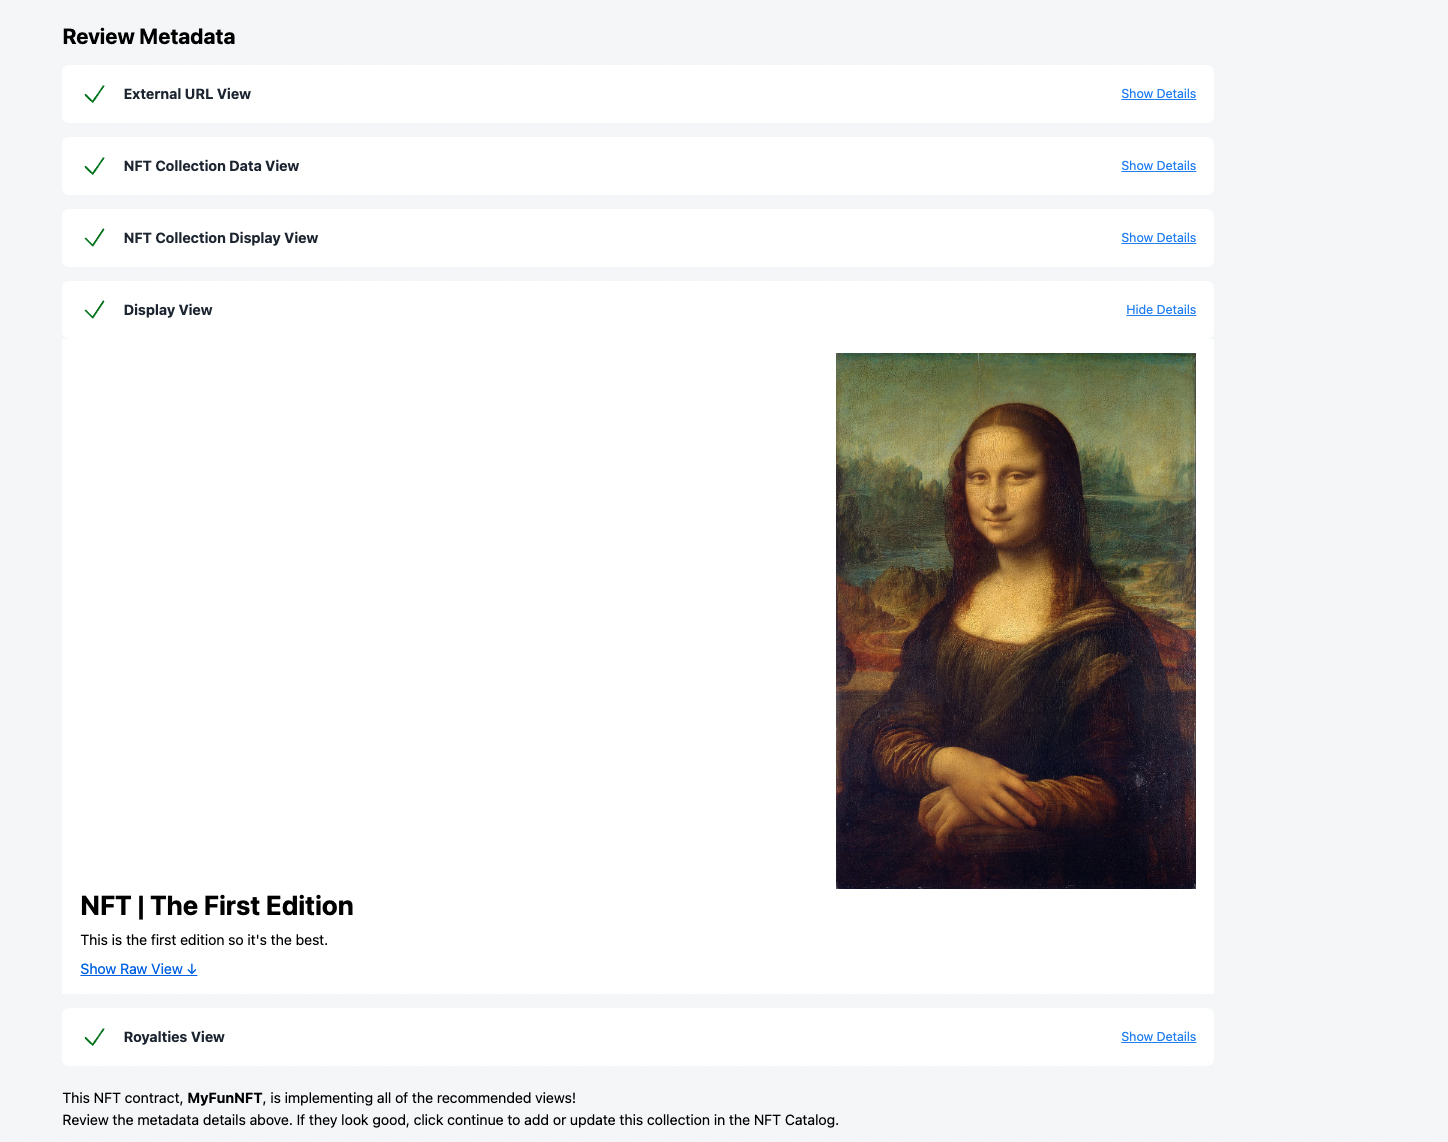 Review Metadata
External URL View
Show Details
NFT Collection Data View
Show Details
NFT Collection Display View
Show Details
Display View
Hide Details
NFT | The First Edition
This is the first edition so it's the best.
Show Raw View ↓
Royalties View
Show Details
This NFT contract, MyFunNFT, is implementing all of the recommended views!
Review the metadata details above. If they look good, click continue to add or update this collection in the NFT Catalog.